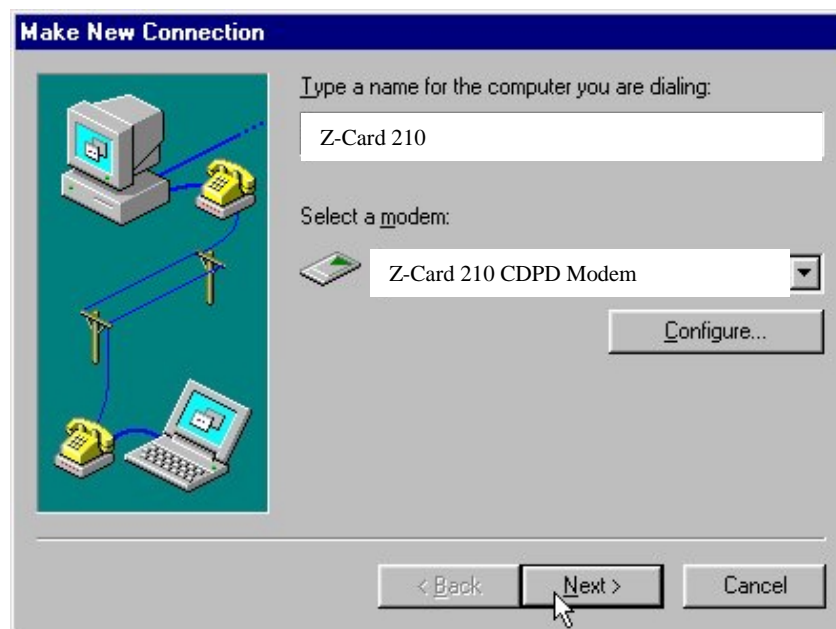 Make New Connection
Type a name for the computer you are dialing:
Z-Card 210
Select a modem:
Z-Card 210 CDPD Modem
Configure...
< Back
Next >
Cancel